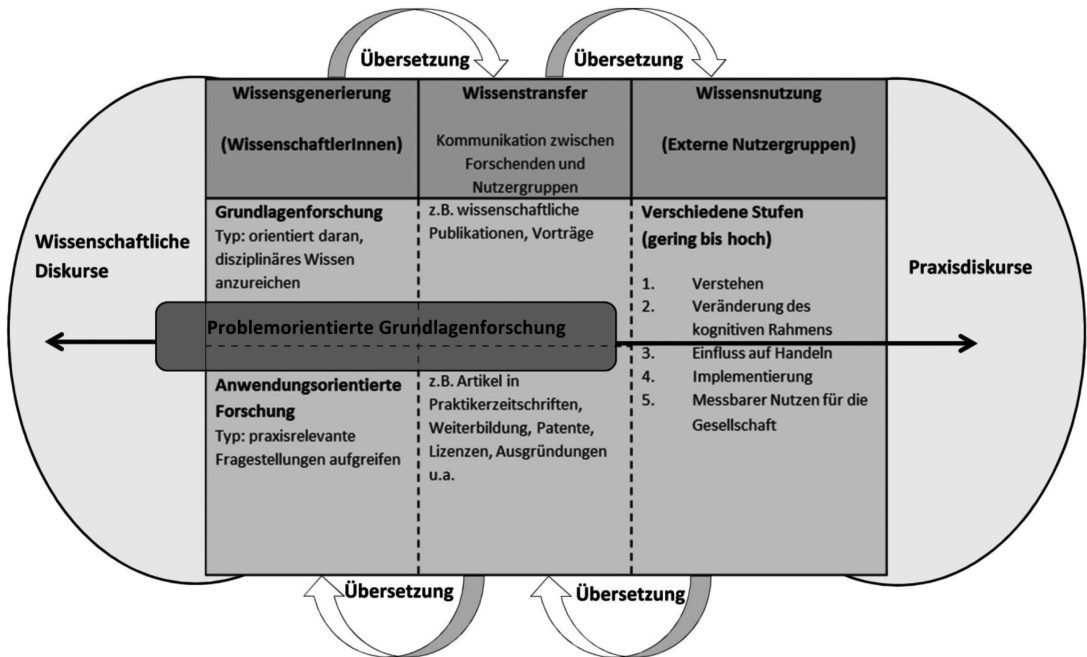 Übersetzung
Übersetzung
Wissensgenerierung
(WissenschaftlerInnen)
Wissenstransfer
Kommunikation zwischen
Forschenden und
Nutzergruppen
Wissensnutzung
(Externe Nutzergruppen)
Wissenschaftliche
Diskurse
Grundlagenforschung
Typ: orientiert daran,
disziplinäres Wissen
anzureichen
z.B. wissenschaftliche
Publikationen, Vorträge
Problemorientierte Grundlagenforschung
Anwendungsorientierte
Forschung
Typ: praxisrelevante
Fragestellungen aufgreifen
z.B. Artikel in
Praktikerzeitschriften,
Weiterbildung, Patente,
Lizenzen, Ausgründungen
u.a.
Verschiedene Stufen
(gering bis hoch)
1. Verstehen
2. Veränderung des
kognitiven Rahmens
3. Einfluss auf Handeln
4. Implementierung
5. Messbarer Nutzen für die
Gesellschaft
Praxisdiskurse
Übersetzung
Übersetzung